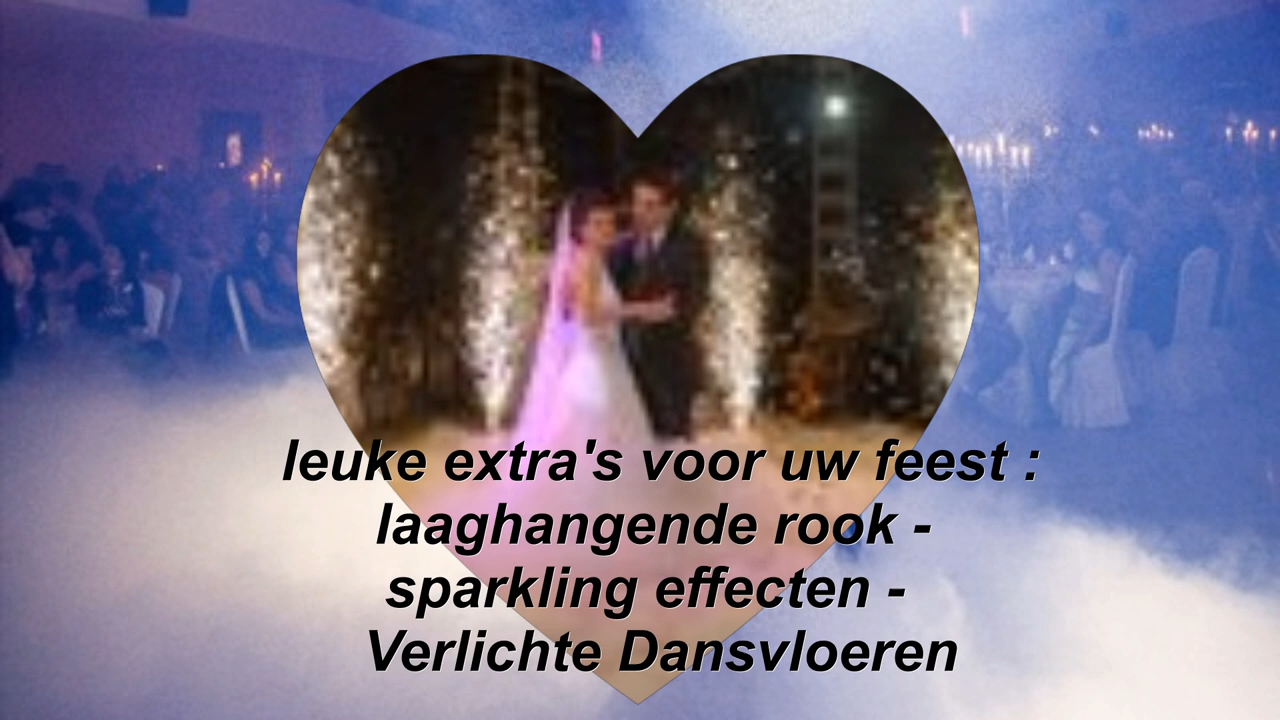 leuke extra's voor uw feest :
laaghangende rook -
sparkling effecten -
Verlichte Dansvloeren